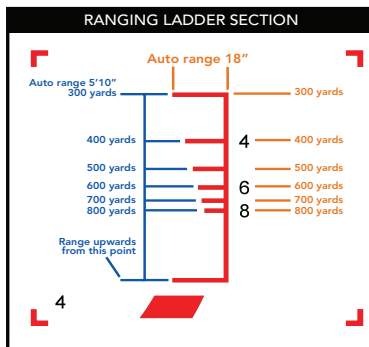 RANGING LADDER SECTION
Auto range 18”
Auto range 5’10”
300 yards
300 yards
400 yards
4
400 yards
500 yards
500 yards
600 yards
6
600 yards
700 yards
700 yards
800 yards
8
800 yards
Range upwards
from this point
4